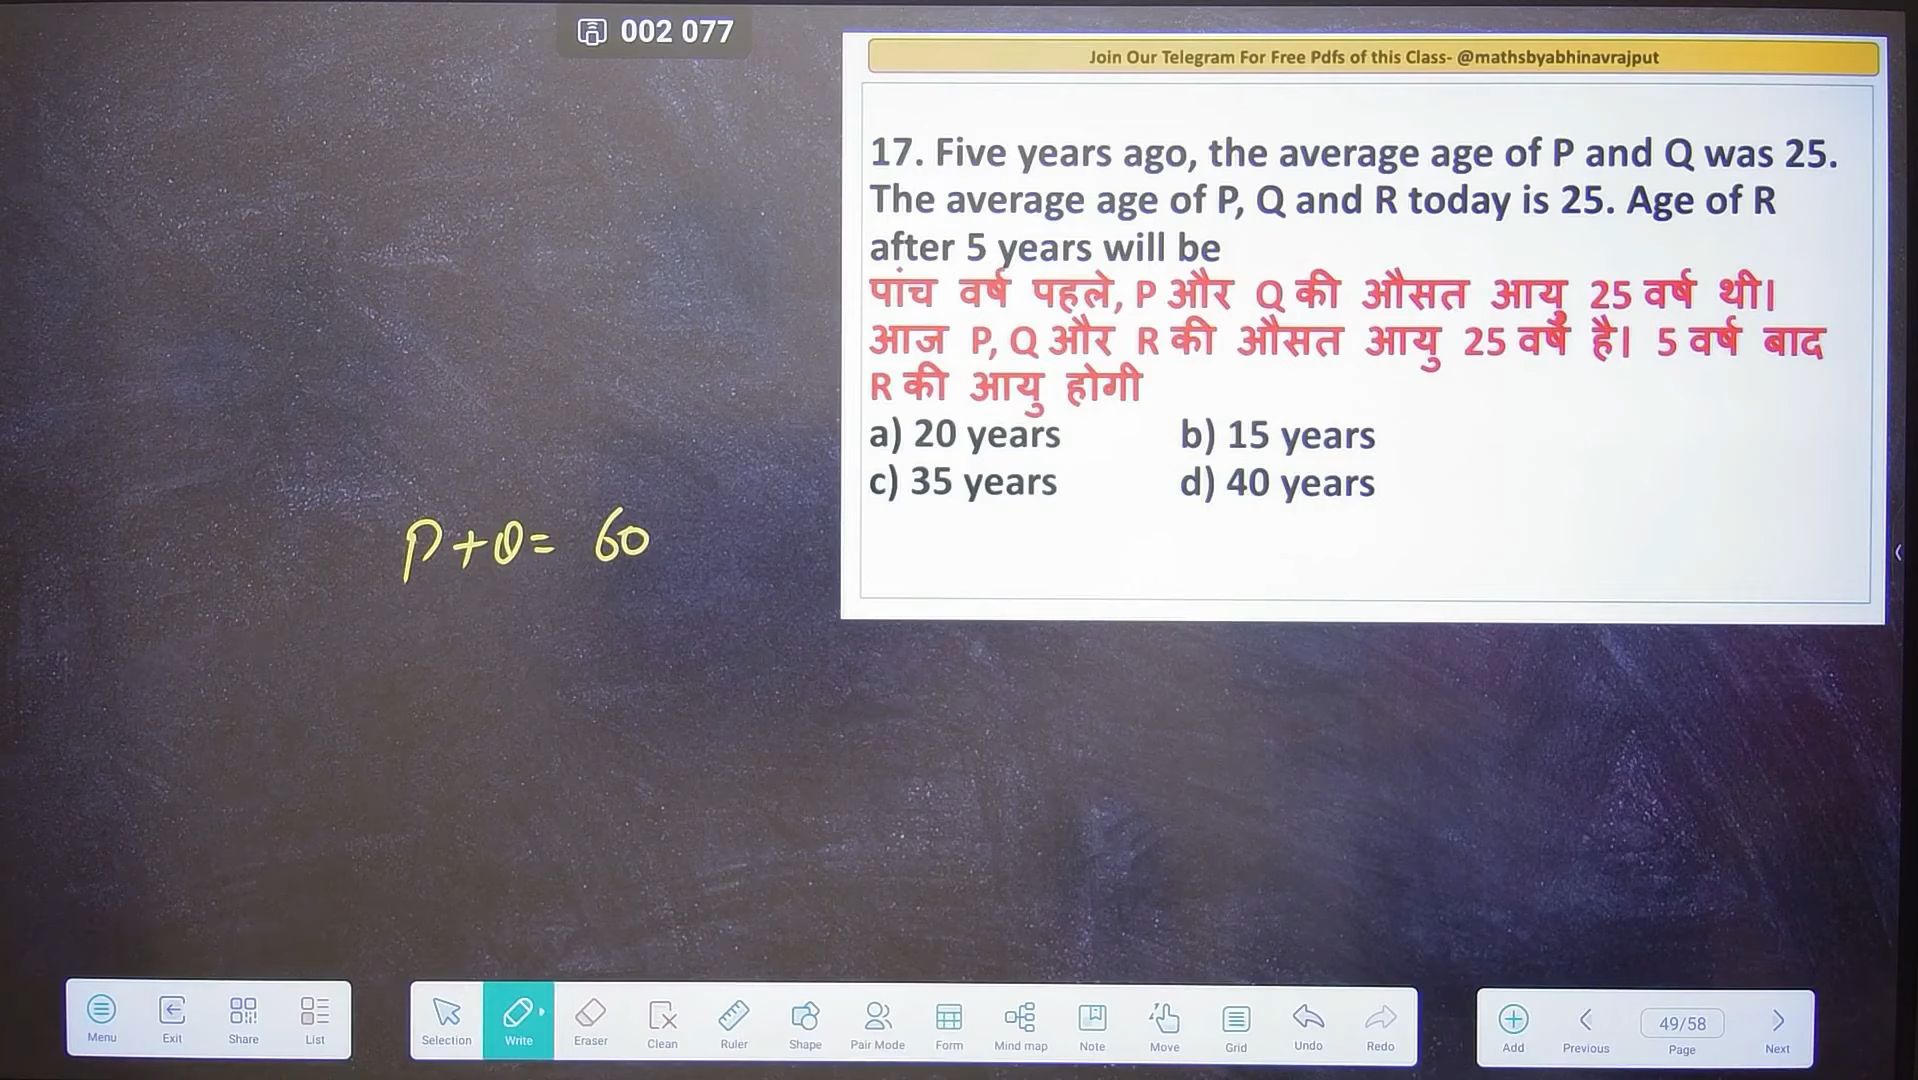 002 077
Join Our Telegram For Free Pdfs of this Class- @mathsbyabhinavrajput
17. Five years ago, the average age of P and Q was 25.
The average age of P, Q and R today is 25. Age of R
after 5 years will be
पांच वर्ष पहले, P और Q की औसत आयु 25 वर्ष थी।
आज P, Q और R की औसत आयु 25 वर्ष है। 5 वर्ष बाद
R की आयु होगी
a) 20 years b) 15 years
c) 35 years d) 40 years
P+Q= 60
Menu Exit Share List
Selection Write Eraser Clean Ruler Shape Pair Mode Form Mind map Note Move Grid Undo Redo
Add Previous 49/58 Page Next